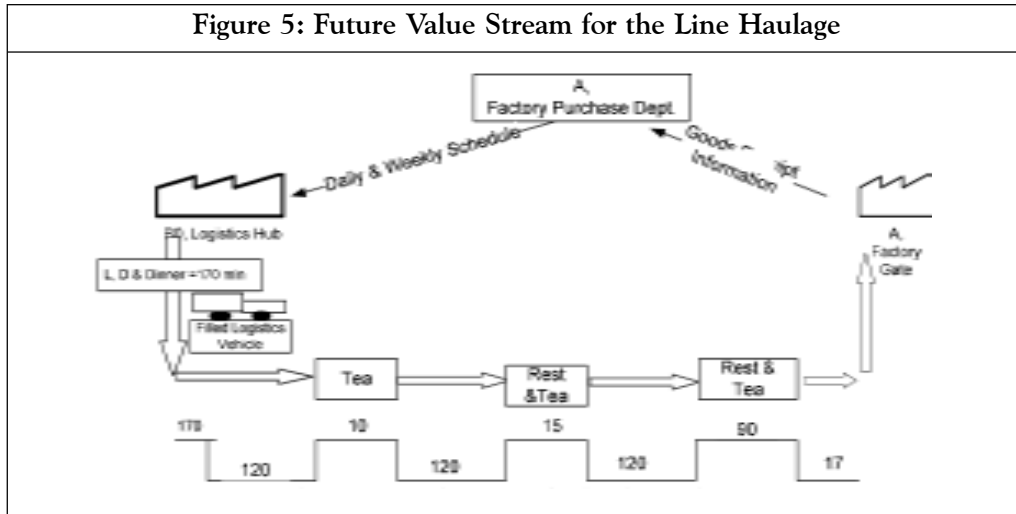 Figure 5: Future Value Stream for the Line Haulage
A,
Factory Purchase Dept.
Daily & Weekly Schedule
Information
Logistics Hub
A,
Factory
Gate
L, D & Dinner =170 min
Filled Logistics
Vehicle
Tea
Rest
&Tea
Rest &
Tea
170
10
15
90
120
120
120
17